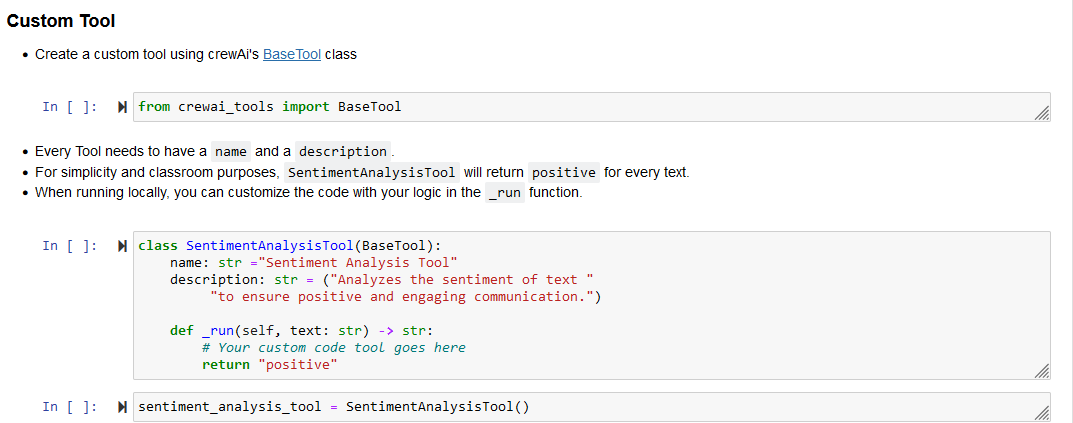 Custom Tool
• Create a custom tool using crewAi's BaseTool class
In [ ]: from crewai_tools import BaseTool
• Every Tool needs to have a name and a description.
• For simplicity and classroom purposes, SentimentAnalysisTool will return positive for every text.
• When running locally, you can customize the code with your logic in the _run function.
In [ ]: class SentimentAnalysisTool(BaseTool):
    name: str ="Sentiment Analysis Tool"
    description: str = ("Analyzes the sentiment of text "
         "to ensure positive and engaging communication.")

    def _run(self, text: str) -> str:
        # Your custom code tool goes here
        return "positive"
In [ ]: sentiment_analysis_tool = SentimentAnalysisTool()